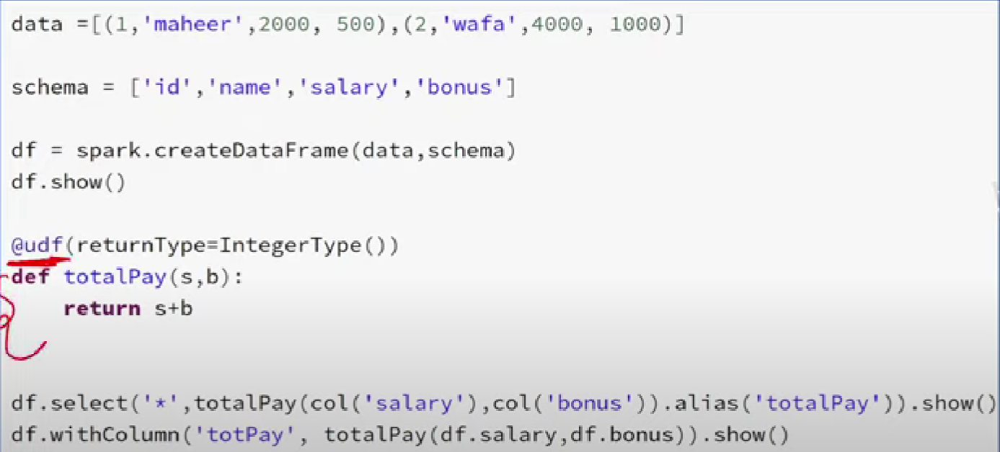 data =[(1,'maheer',2000, 500),(2,'wafa',4000, 1000)]
schema = ['id','name','salary','bonus']
df = spark.createDataFrame(data,schema)
df.show()
@udf(returnType=IntegerType())
def totalPay(s,b):
    return s+b
df.select('*',totalPay(col('salary'),col('bonus')).alias('totalPay')).show()
df.withColumn('totPay', totalPay(df.salary,df.bonus)).show()